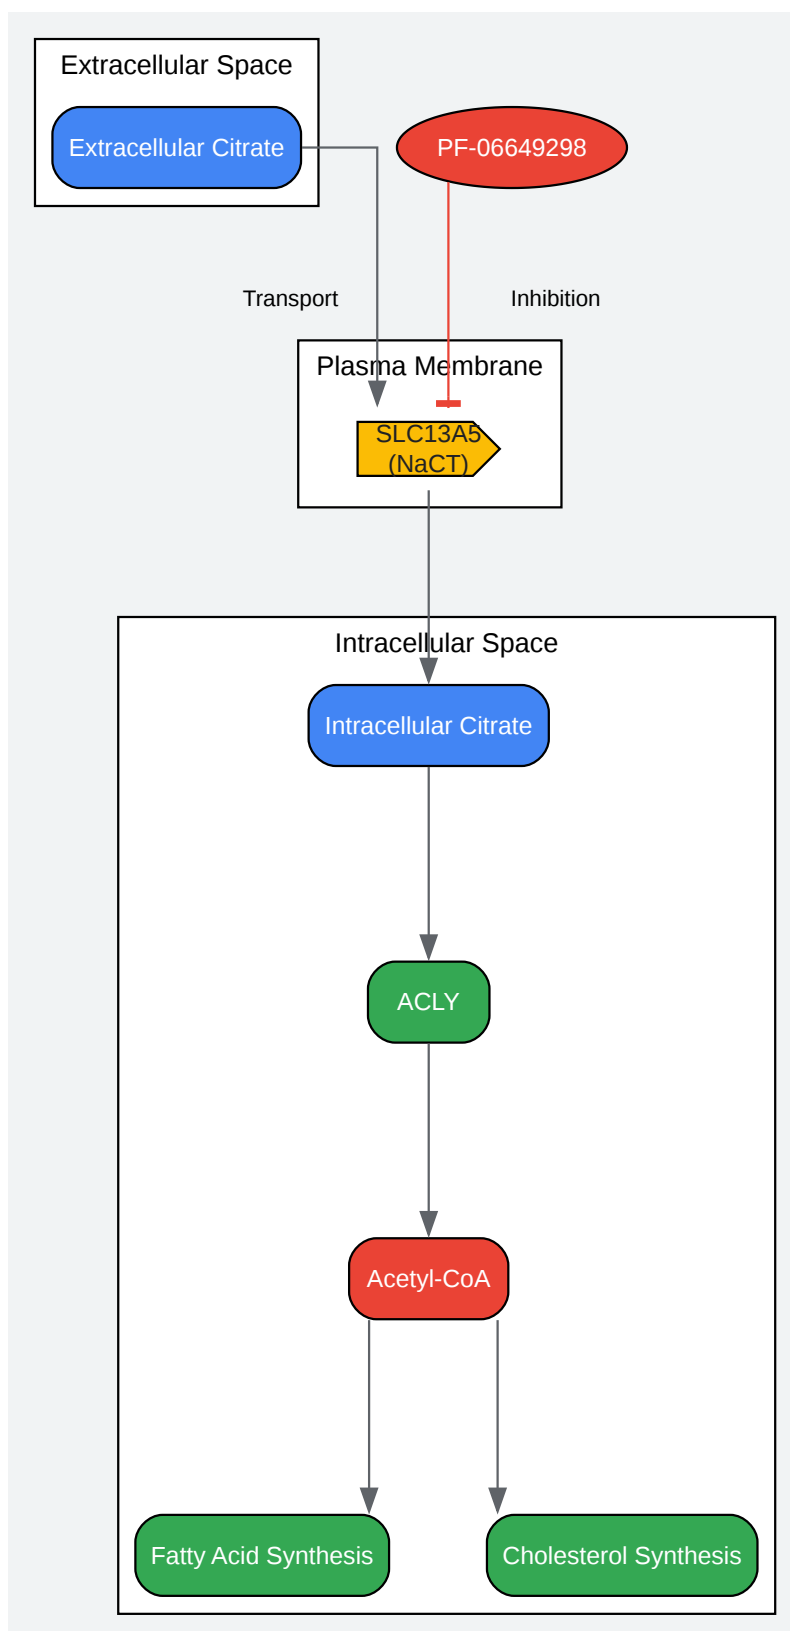 Extracellular Space
Extracellular Citrate
PF-06649298
Transport
Inhibition
Plasma Membrane
SLC13A5
(NaCT)
Intracellular Space
Intracellular Citrate
ACLY
Acetyl-CoA
Fatty Acid Synthesis
Cholesterol Synthesis